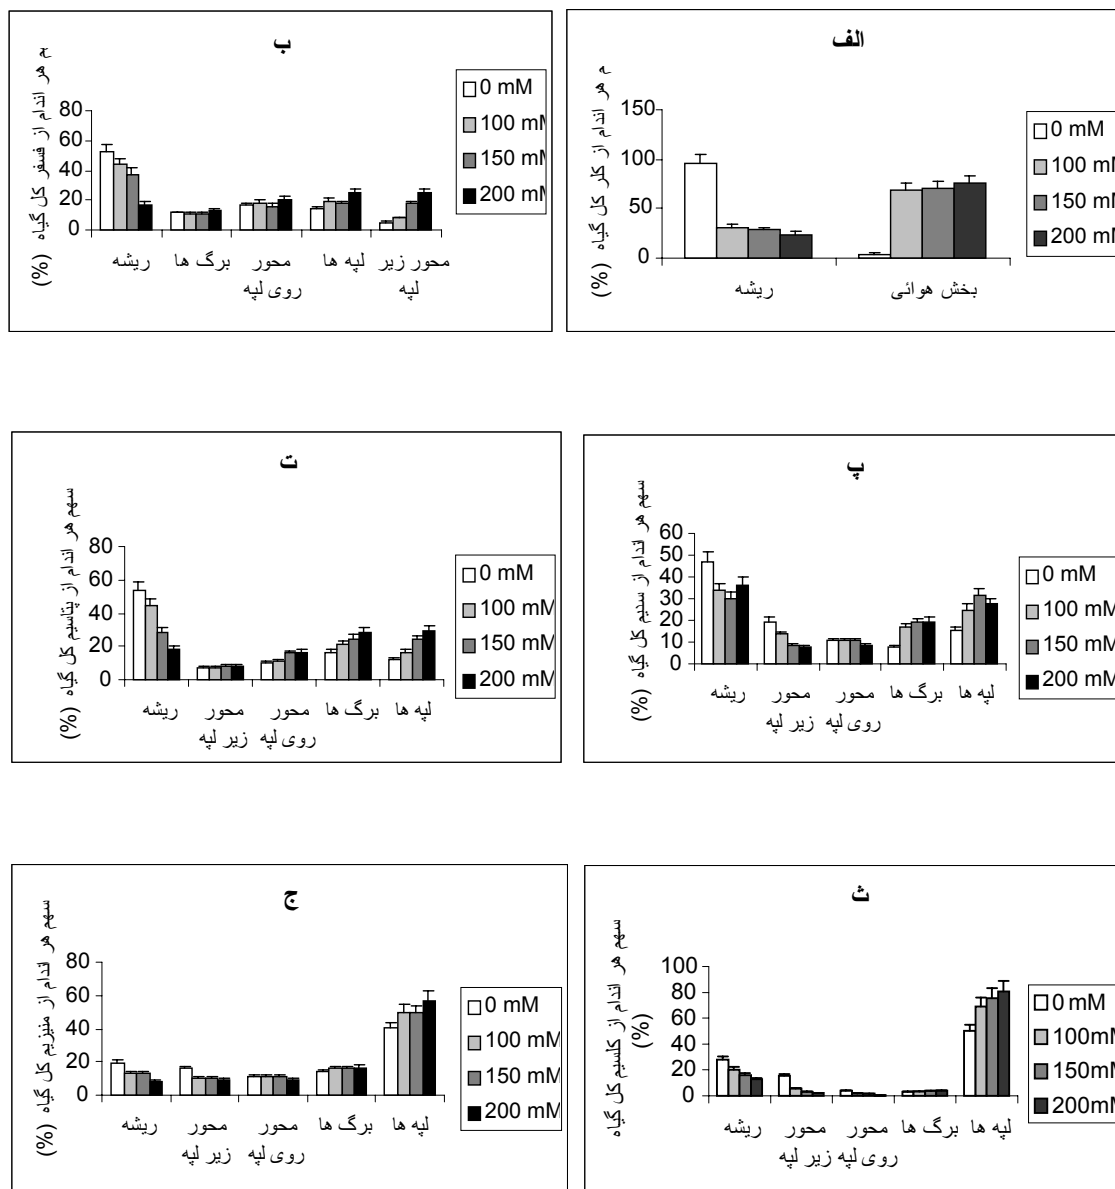 الف
م هر اندام از کلر کل گیاه (%)
150
100
50
0
ریشه
بخش هوائی
0 mM
100 mM
150 mM
200 mM
ب
م هر اندام از فسفر کل گیاه (%)
80
60
40
20
0
ریشه
برگ ها
محور روی لپه
لپه ها
محور زیر لپه
0 mM
100 mM
150 mM
200 mM
پ
سهم هر اندام از سدیم کل گیاه (%)
60
50
40
30
20
10
0
ریشه
محور زیر لپه
محور روی لپه
برگ ها
لپه ها
0 mM
100 mM
150 mM
200 mM
ت
سهم هر اندام از پتاسیم کل گیاه (%)
80
60
40
20
0
ریشه
محور زیر لپه
محور روی لپه
برگ ها
لپه ها
0 mM
100 mM
150 mM
200 mM
ث
سهم هر اندام از کلسیم کل گیاه
(%)
100
80
60
40
20
0
ریشه
محور زیر لپه
محور روی لپه
برگ ها
لپه ها
0 mM
100mM
150mM
200mM
ج
سهم هر اندام از منیزیم کل گیاه (%)
80
60
40
20
0
ریشه
محور زیر لپه
محور روی لپه
برگ ها
لپه ها
0 mM
100 mM
150 mM
200 mM